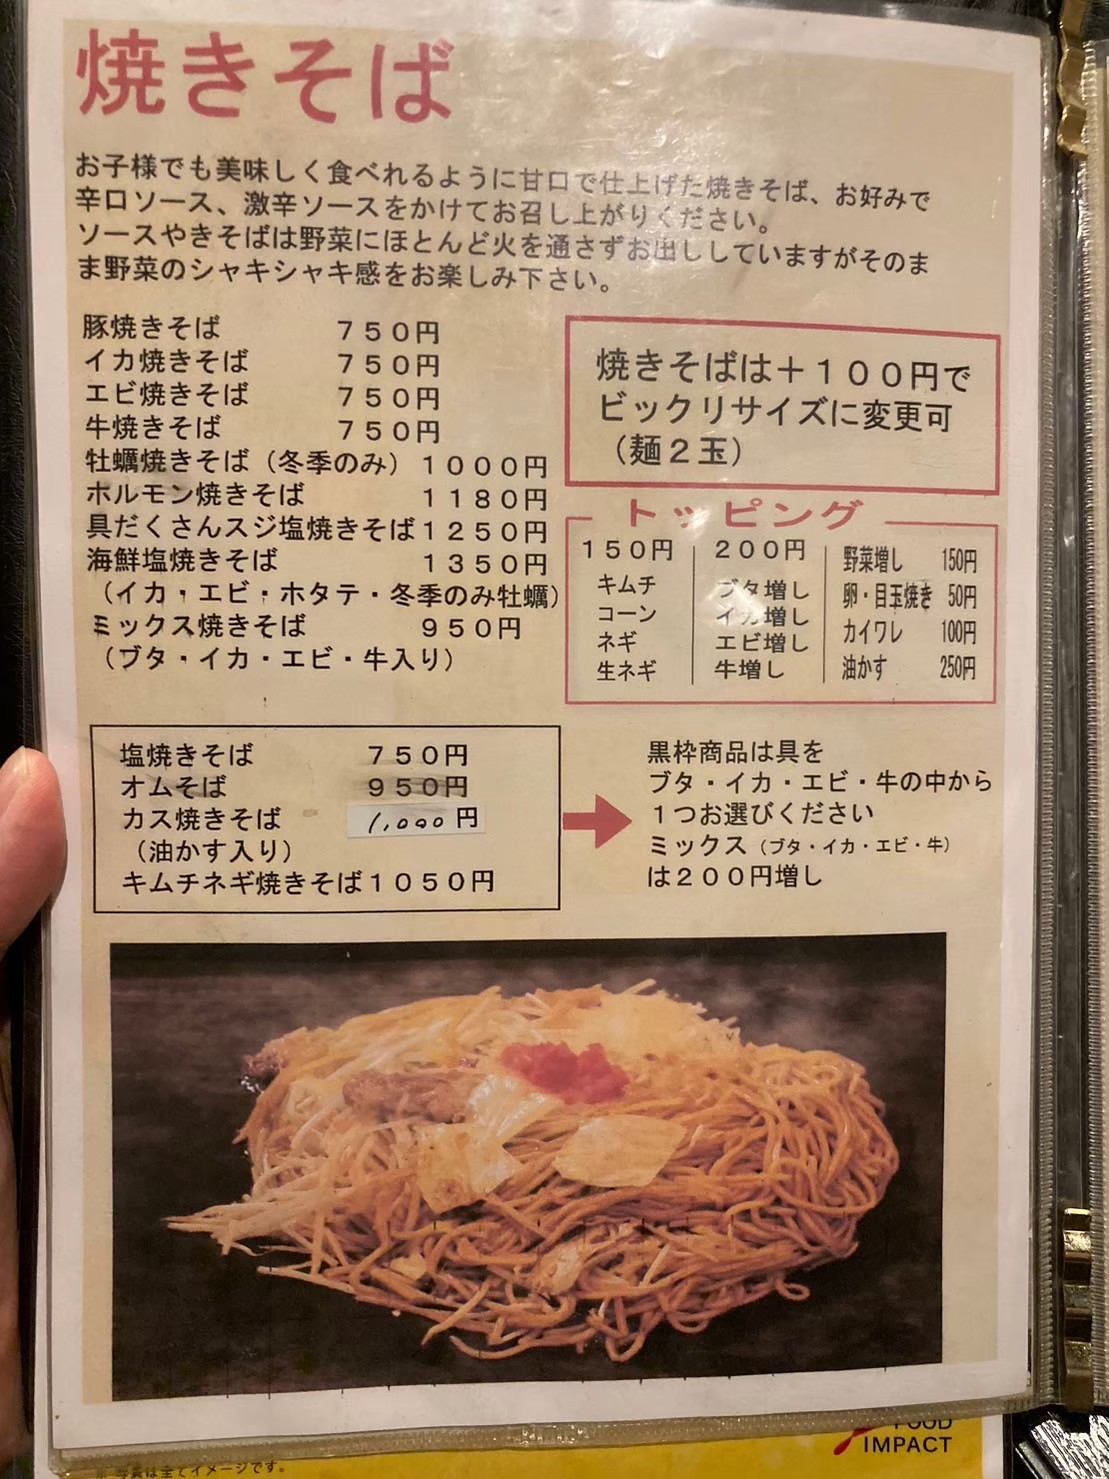 焼きそば
お子様でも美味しく食べれるように甘口で仕上げた焼きそば、お好みで
辛口ソース、激辛ソースをかけてお召し上がりください。
ソースやきそばは野菜にほとんど火を通さずお出ししていますがそのまま
ま野菜のシャキシャキ感をお楽しみ下さい。
豚焼きそば 750円
イカ焼きそば 750円
エビ焼きそば 750円
牛焼きそば 750円
牡蠣焼きそば（冬季のみ） 1000円
ホルモン焼きそば 1180円
具だくさんスジ塩焼きそば 1250円
海鮮塩焼きそば 1350円
（イカ・エビ・ホタテ・冬季のみ牡蠣）
ミックス焼きそば 950円
（ブタ・イカ・エビ・牛入り）
焼きそばは＋100円で
ビックリサイズに変更可
（麺2玉）
トッピング
150円
キムチ
コーン
ネギ
生ネギ
200円
ブタ増し
イカ増し
エビ増し
牛増し
野菜増し 150円
卵・目玉焼き 50円
カイワレ 100円
油かす 250円
塩焼きそば 750円
オムそば 950円
カス焼きそば 1,000円
（油かす入り）
キムチネギ焼きそば 1050円
黒枠商品は具を
ブタ・イカ・エビ・牛の中から
1つお選びください
ミックス（ブタ・イカ・エビ・牛）
は200円増し
FOOD
IMPACT
※ 写真は全てイメージです。